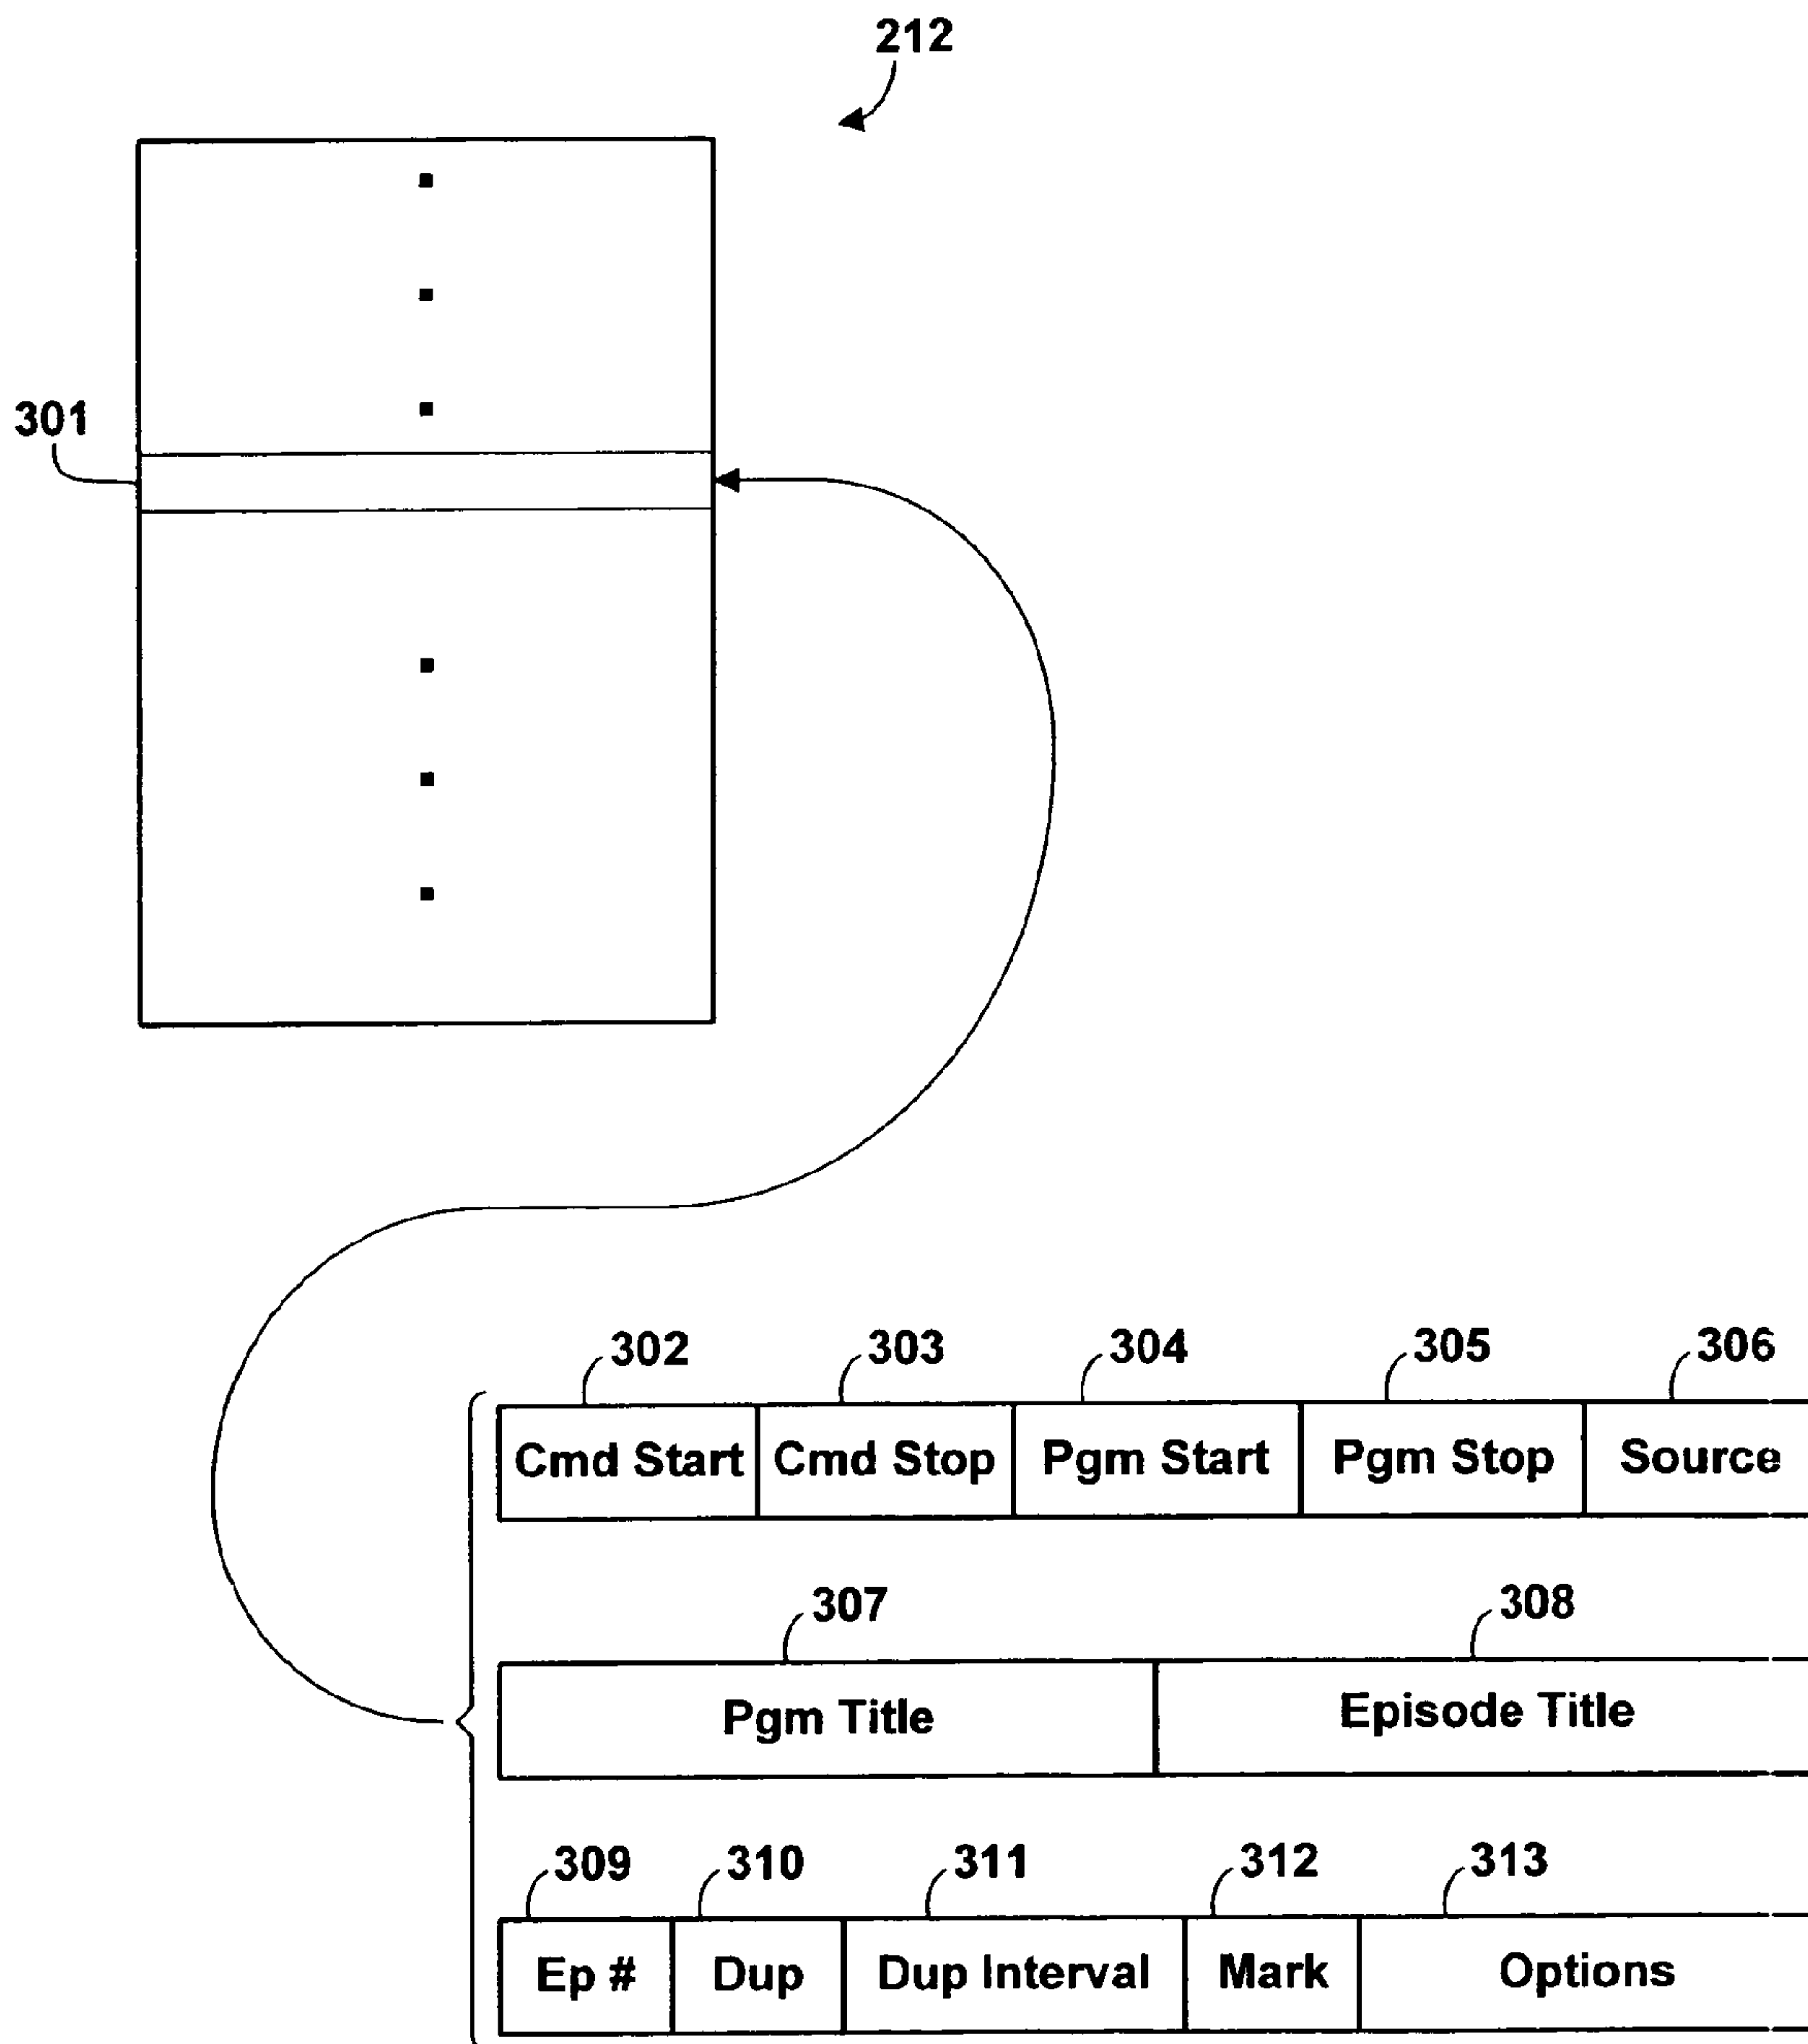 212
301
302 303 304 305 306
Cmd Start Cmd Stop Pgm Start Pgm Stop Source
307 308
Pgm Title Episode Title
309 310 311 312 313
Ep # Dup Dup Interval Mark Options